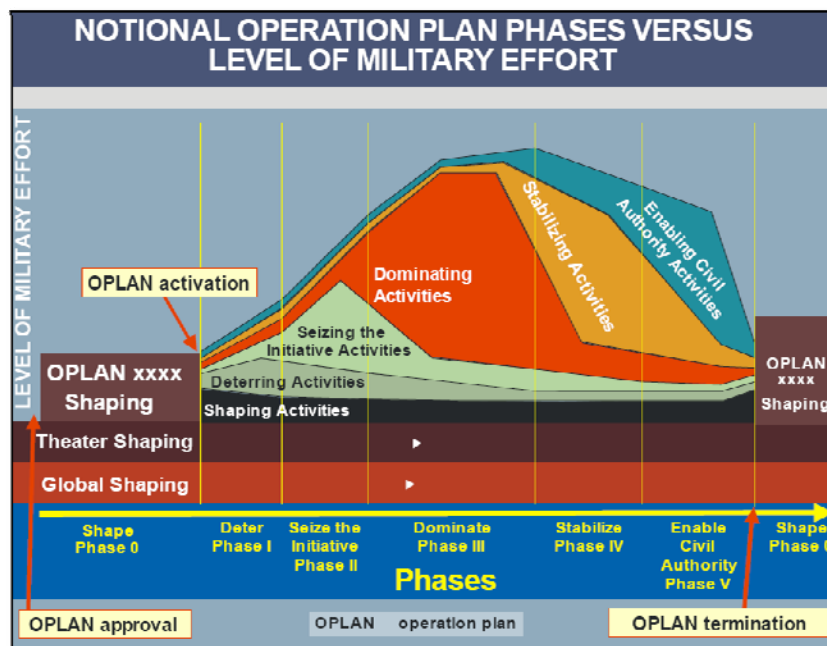 NOTIONAL OPERATION PLAN PHASES VERSUS
LEVEL OF MILITARY EFFORT
LEVEL OF MILITARY EFFORT
OPLAN activation
OPLAN xxxx
Shaping
Dominating
Activities
Stabilizing Activities
Enabling Civil
Authority Activities
Seizing the
Initiative Activities
Deterring Activities
Shaping Activities
OPLAN
xxxx
Shaping
Theater Shaping
Global Shaping
Shape
Phase 0
Deter
Phase I
Seize the
Initiative
Phase II
Dominate
Phase III
Stabilize
Phase IV
Enable
Civil
Authority
Phase V
Shape
Phase 0
Phases
OPLAN approval
OPLAN operation plan
OPLAN termination